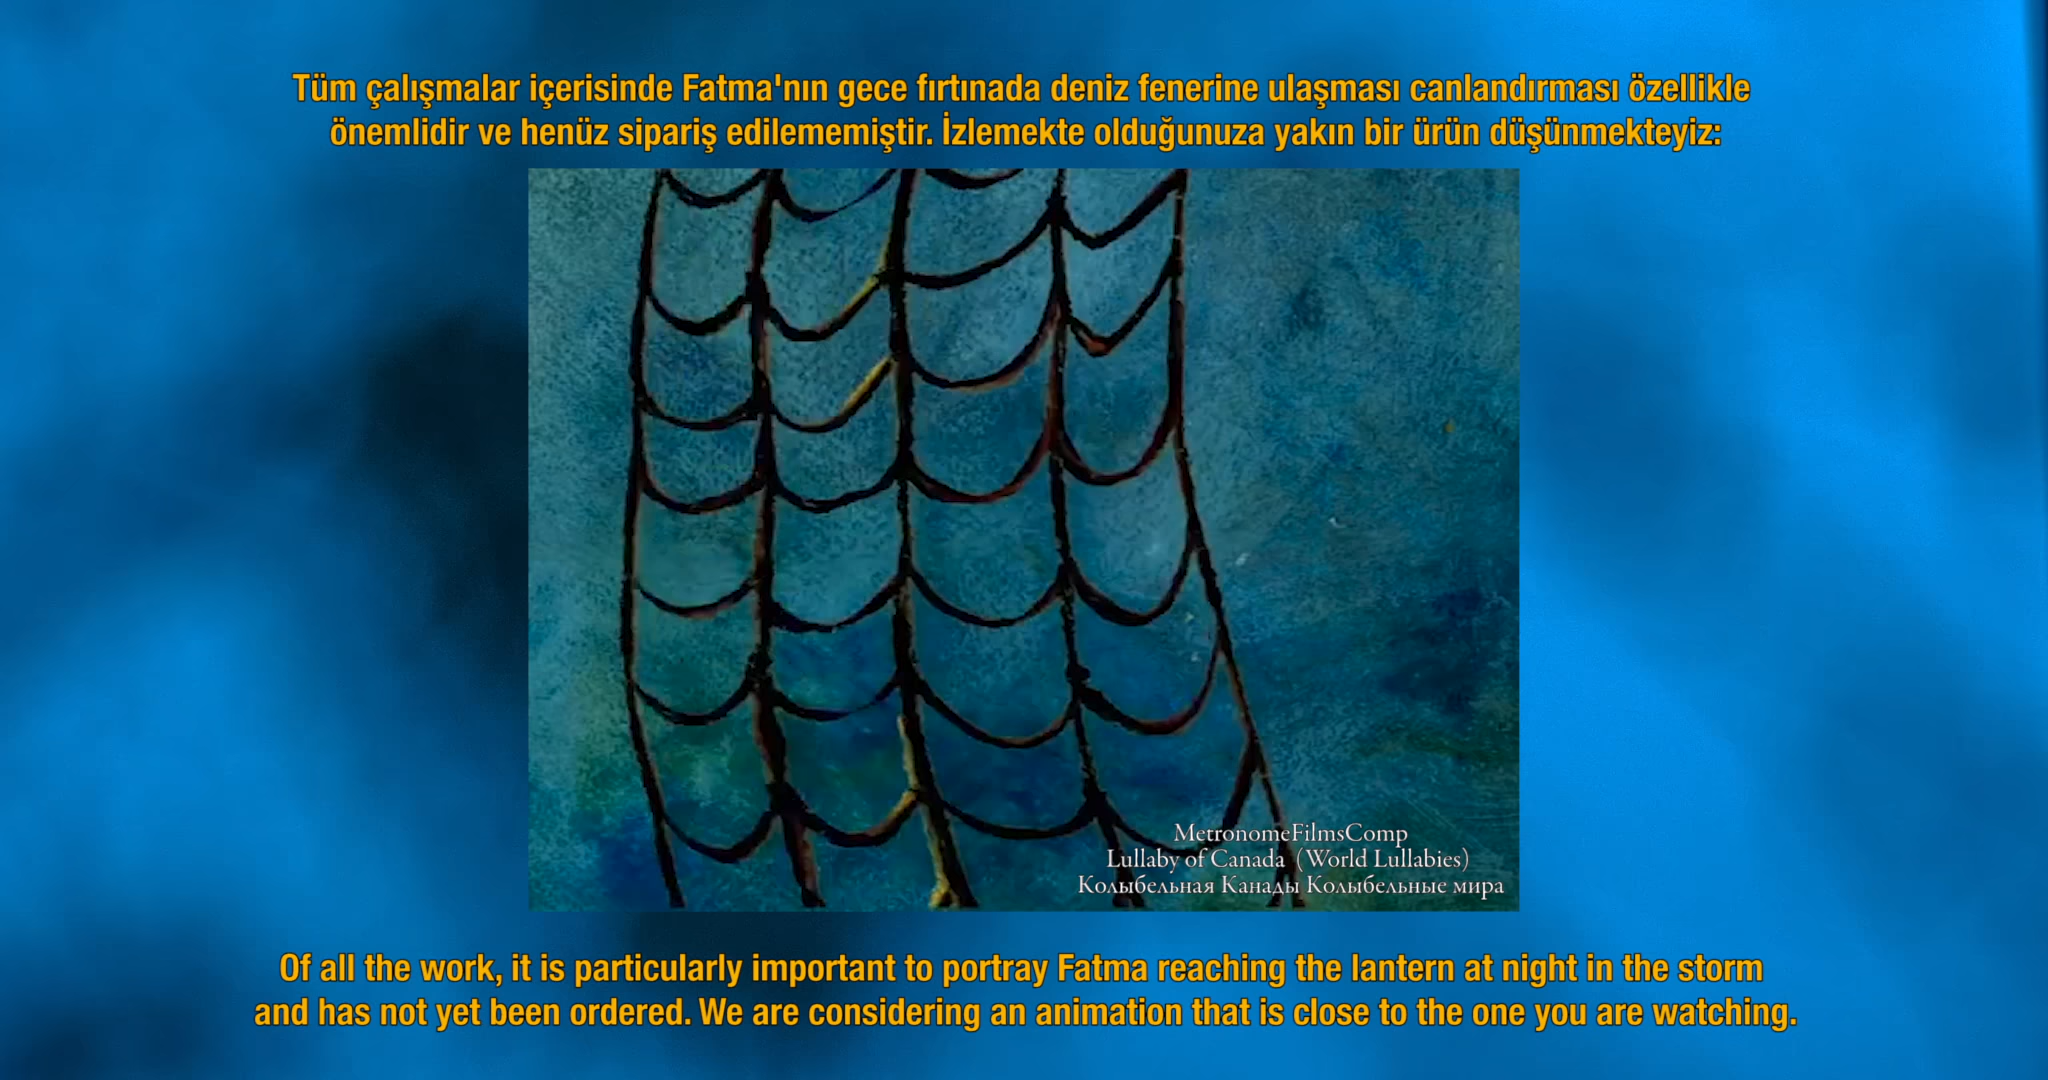 Tüm çalışmalar içerisinde Fatma'nın gece fırtınada deniz fenerine ulaşması canlandırması özellikle
önemlidir ve henüz sipariş edilememiştir. İzlemekte olduğunuza yakın bir ürün düşünmekteyiz:
MetronomeFilmsComp
Lullaby of Canada (World Lullabies)
Колыбельная Канады Колыбельные мира
Of all the work, it is particularly important to portray Fatma reaching the lantern at night in the storm
and has not yet been ordered. We are considering an animation that is close to the one you are watching.